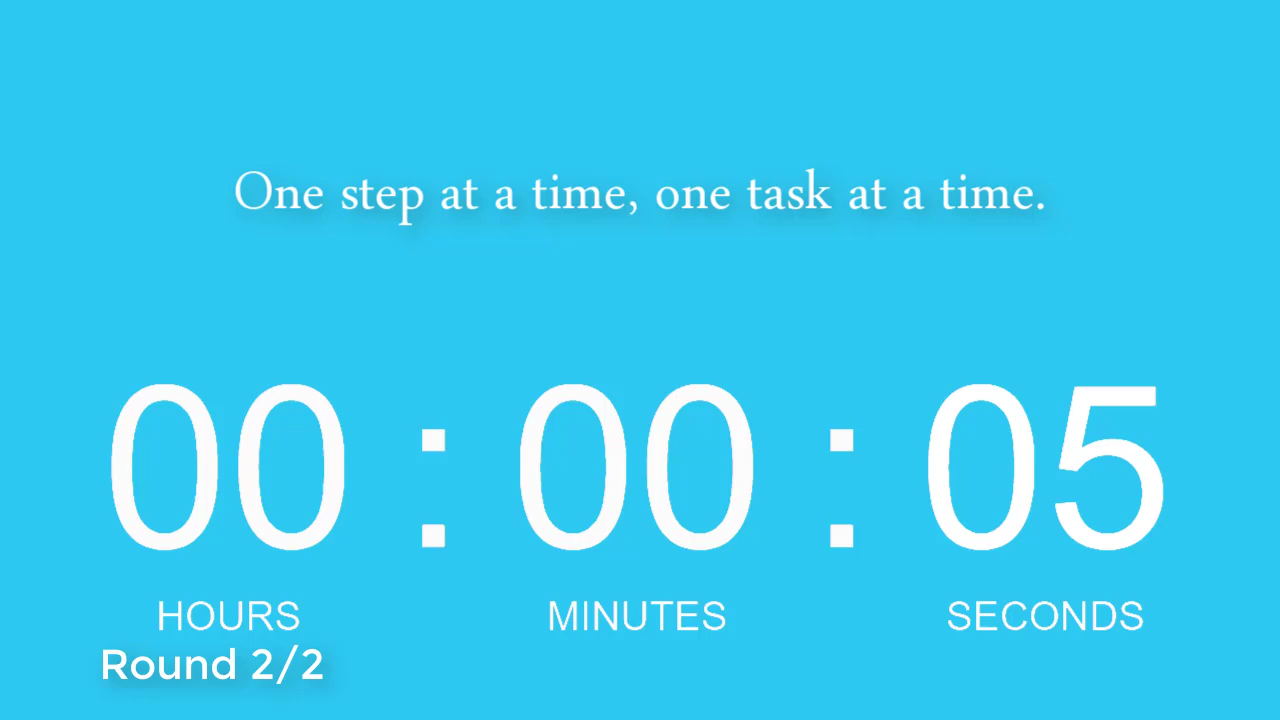 One step at a time, one task at a time.
00 : 00 : 05
HOURS MINUTES SECONDS
Round 2/2